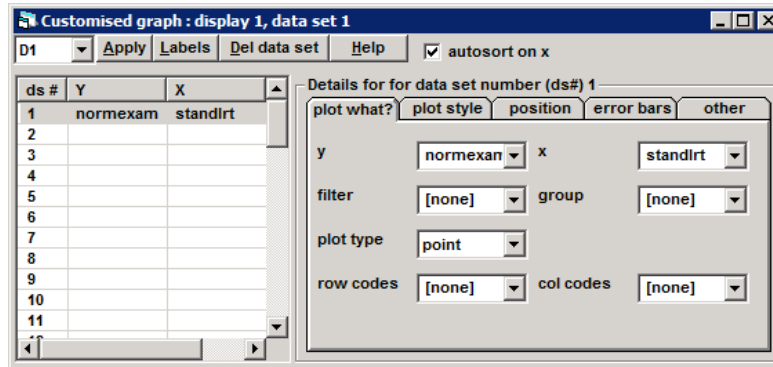 Customised graph : display 1, data set 1
D1 Apply Labels Del data set Help autosort on x
ds # Y X
1 normexam standlrt
2
3
4
5
6
7
8
9
10
11
Details for for data set number (ds#) 1
plot what? plot style position error bars other
y normexan x standlrt
filter [none] group [none]
plot type point
row codes [none] col codes [none]